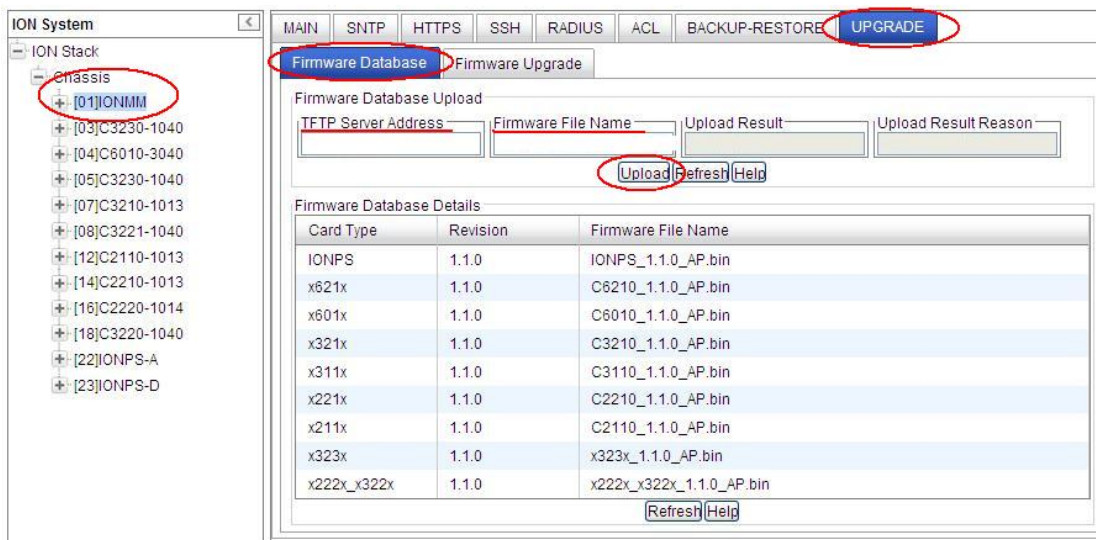 ION System
ION Stack
Chassis
[01]IONMM
[03]C3230-1040
[04]C6010-3040
[05]C3230-1040
[07]C3210-1013
[08]C3221-1040
[12]C2110-1013
[14]C2210-1013
[16]C2220-1014
[18]C3220-1040
[22]IONPS-A
[23]IONPS-D
MAIN SNTP HTTPS SSH RADIUS ACL BACKUP-RESTORE UPGRADE
Firmware Database Firmware Upgrade
Firmware Database Upload
TFTP Server Address Firmware File Name Upload Result Upload Result Reason
Upload Refresh Help
Firmware Database Details
Card Type Revision Firmware File Name
IONPS 1.1.0 IONPS_1.1.0_AP.bin
x621x 1.1.0 C6210_1.1.0_AP.bin
x601x 1.1.0 C6010_1.1.0_AP.bin
x321x 1.1.0 C3210_1.1.0_AP.bin
x311x 1.1.0 C3110_1.1.0_AP.bin
x221x 1.1.0 C2210_1.1.0_AP.bin
x211x 1.1.0 C2110_1.1.0_AP.bin
x323x 1.1.0 x323x_1.1.0_AP.bin
x222x_x322x 1.1.0 x222x_x322x_1.1.0_AP.bin
Refresh Help